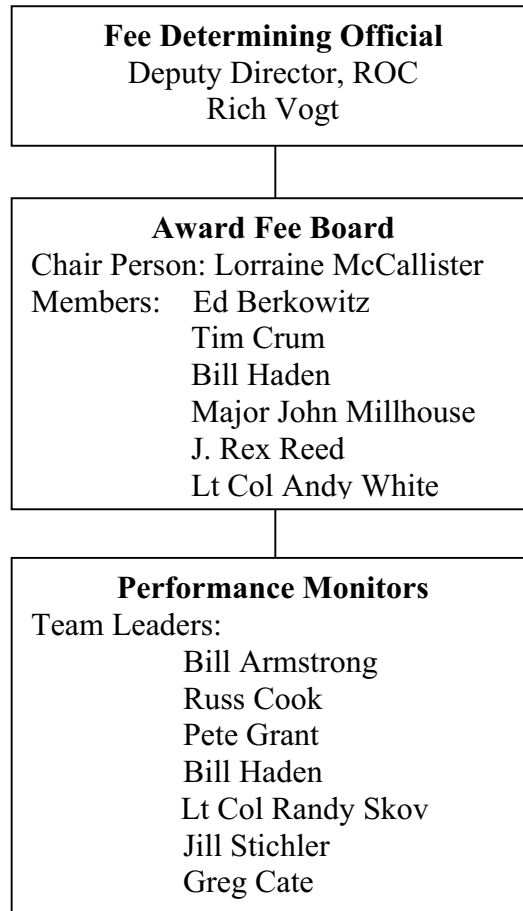 Fee Determining Official
Deputy Director, ROC
Rich Vogt
Award Fee Board
Chair Person: Lorraine McCallister
Members: Ed Berkowitz
Tim Crum
Bill Haden
Major John Millhouse
J. Rex Reed
Lt Col Andy White
Performance Monitors
Team Leaders:
Bill Armstrong
Russ Cook
Pete Grant
Bill Haden
Lt Col Randy Skov
Jill Stichler
Greg Cate